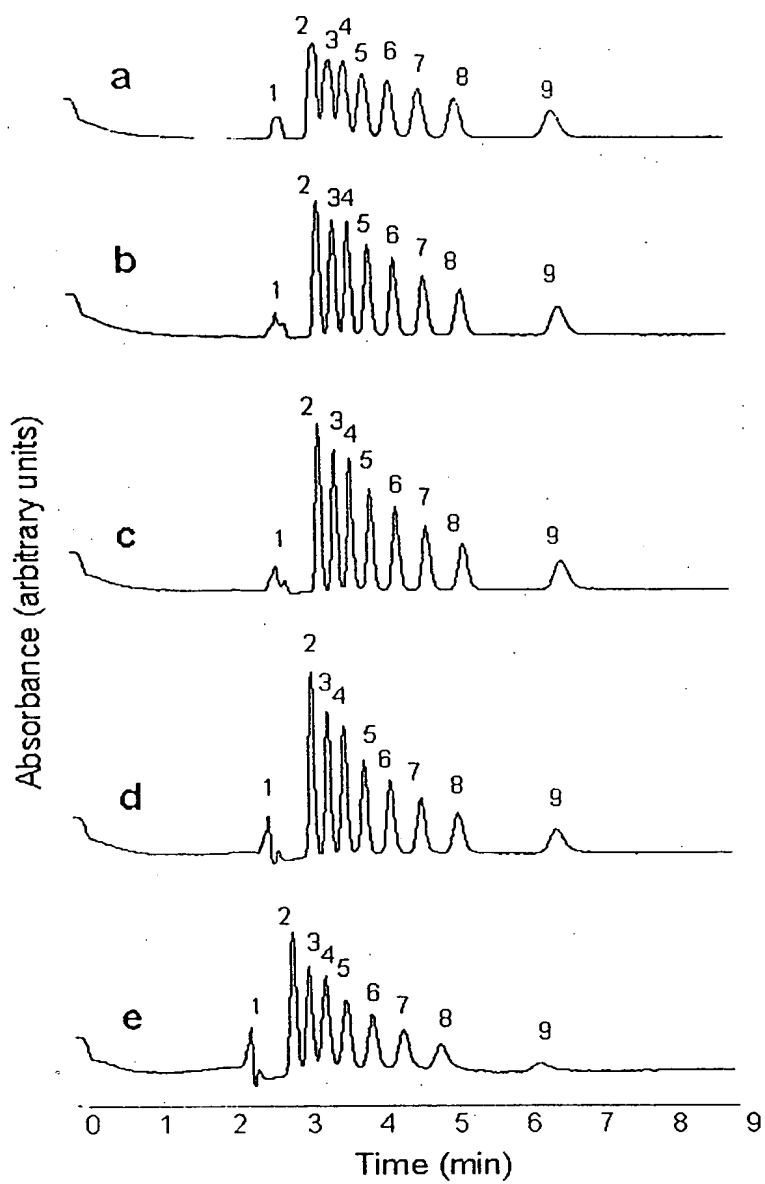 2 3 4 5 6 7 8 9
a 1
2 34 5 6 7 8 9
b 1
2 3 4 5 6 7 8 9
c 1
2 3 4 5 6 7 8 9
d 1
2 3 4 5 6 7 8 9
e 1
Absorbance (arbitrary units)
0 1 2 3 4 5 6 7 8 9
Time (min)